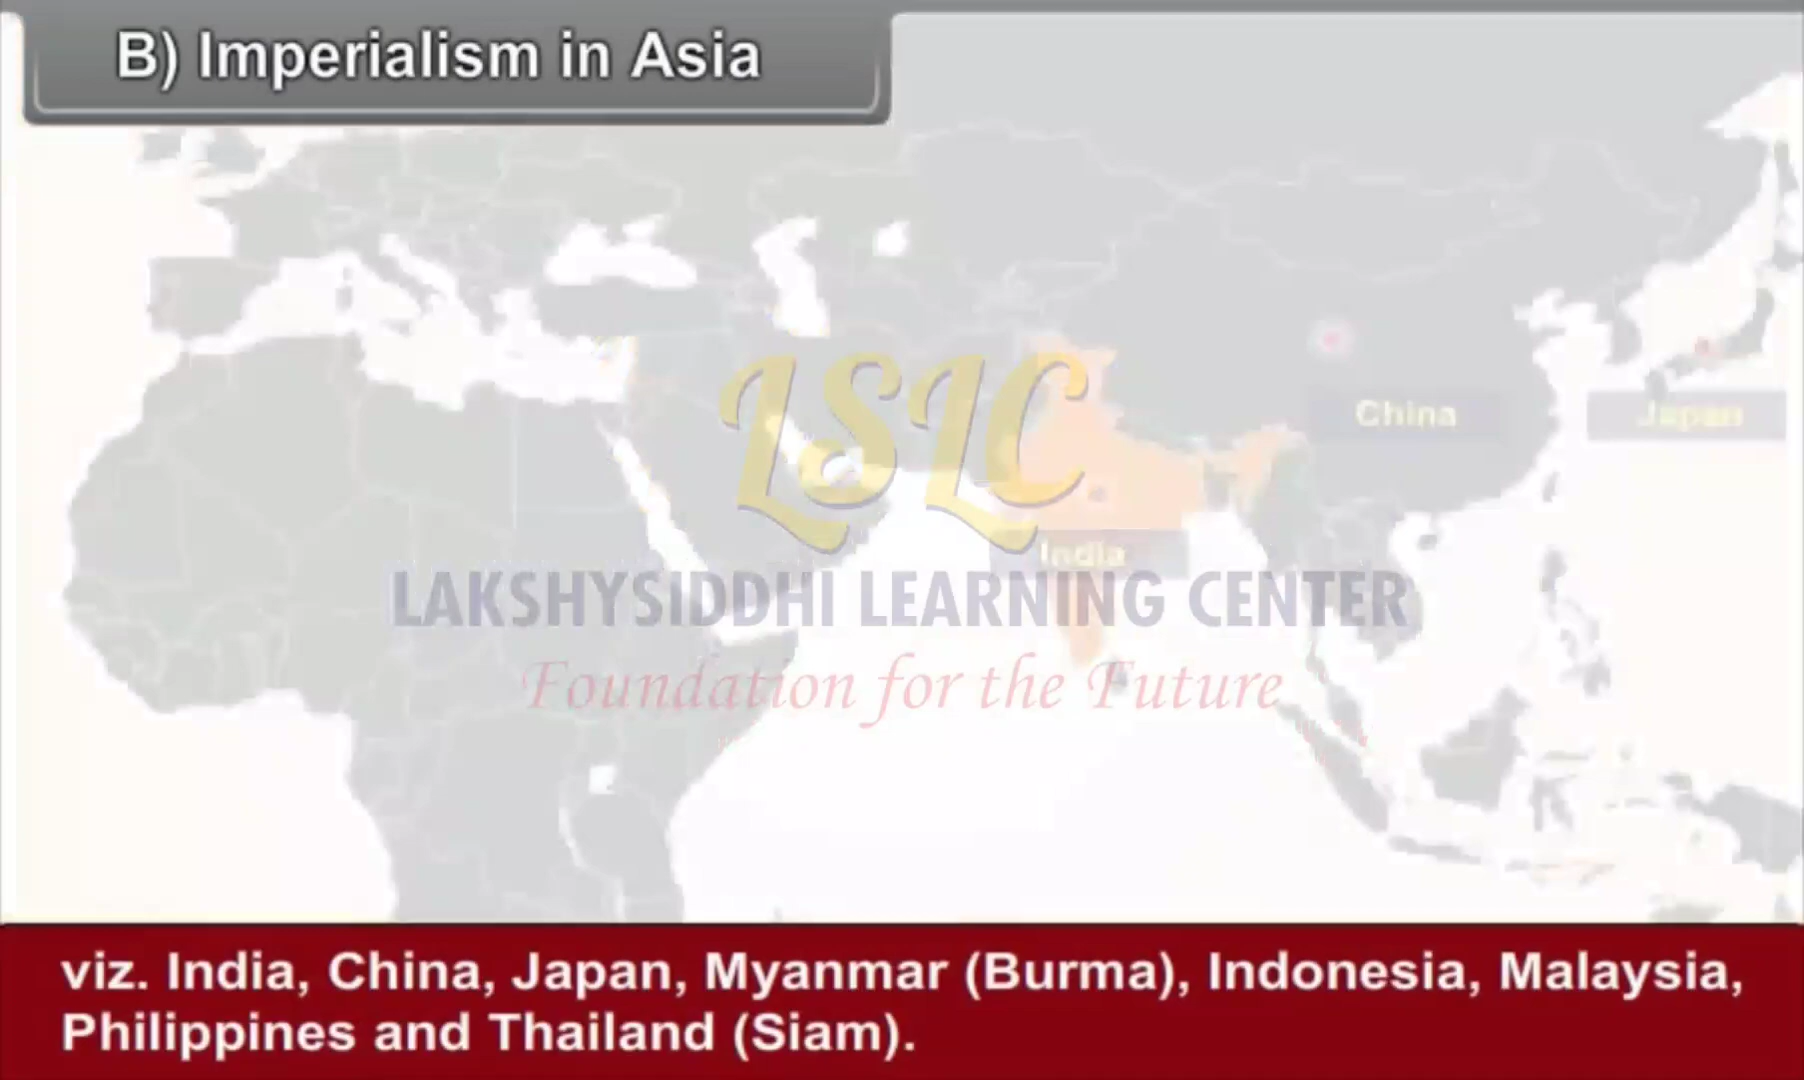 B) Imperialism in Asia
China
Japan
LSLC
India
LAKSHYSIDDHI LEARNING CENTER
Foundation for the Future
viz. India, China, Japan, Myanmar (Burma), Indonesia, Malaysia,
Philippines and Thailand (Siam).